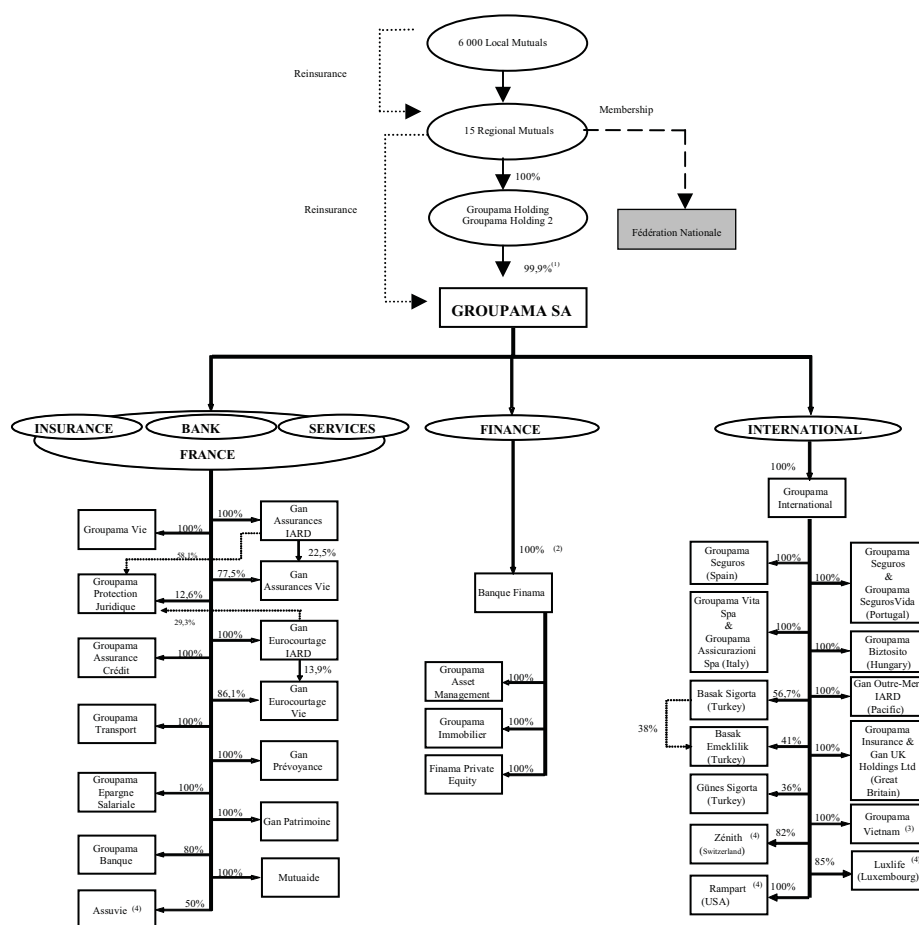 6 000 Local Mutuals
Reinsurance
Membership
15 Regional Mutuals
100%
Reinsurance
Groupama Holding
Groupama Holding 2
Fédération Nationale
99,9%(1)
GROUPAMA SA
INSURANCE
BANK
SERVICES
FRANCE
FINANCE
INTERNATIONAL
Groupama Vie
100%
100%
Gan
Assurances
IARD
58,1%
22,5%
Groupama
Protection
Juridique
12,6%
77,5%
Gan
Assurances Vie
29,3%
Groupama
Assurance
Crédit
100%
100%
Gan
Eurocourtage
IARD
13,9%
86,1%
Gan
Eurocourtage
Vie
Groupama
Transport
100%
100%
Gan
Prévoyance
Groupama
Epargne
Salariale
100%
100%
Gan Patrimoine
Groupama
Banque
80%
100%
Mutuaide
Assuvie (4)
50%
100% (2)
Banque Finama
Groupama
Asset
Management
100%
Groupama
Immobilier
100%
Finama Private
Equity
100%
100%
Groupama
International
Groupama
Seguros
(Spain)
100%
100%
Groupama
Seguros
&
Groupama
SegurosVida
(Portugal)
Groupama Vita
Spa
&
Groupama
Assicurazioni
Spa (Italy)
100%
100%
Groupama
Biztosito
(Hungary)
Basak Sigorta
(Turkey)
56,7%
100%
Gan Outre-Mer
IARD
(Pacific)
38%
Basak
Emeklilik
(Turkey)
41%
100%
Groupama
Insurance &
Gan UK
Holdings Ltd
(Great
Britain)
Günes Sigorta
(Turkey)
36%
100%
Groupama
Vietnam (3)
Zénith (4)
(Switzerland)
82%
85%
Luxlife (4)
(Luxembourg)
Rampart (4)
(USA)
100%